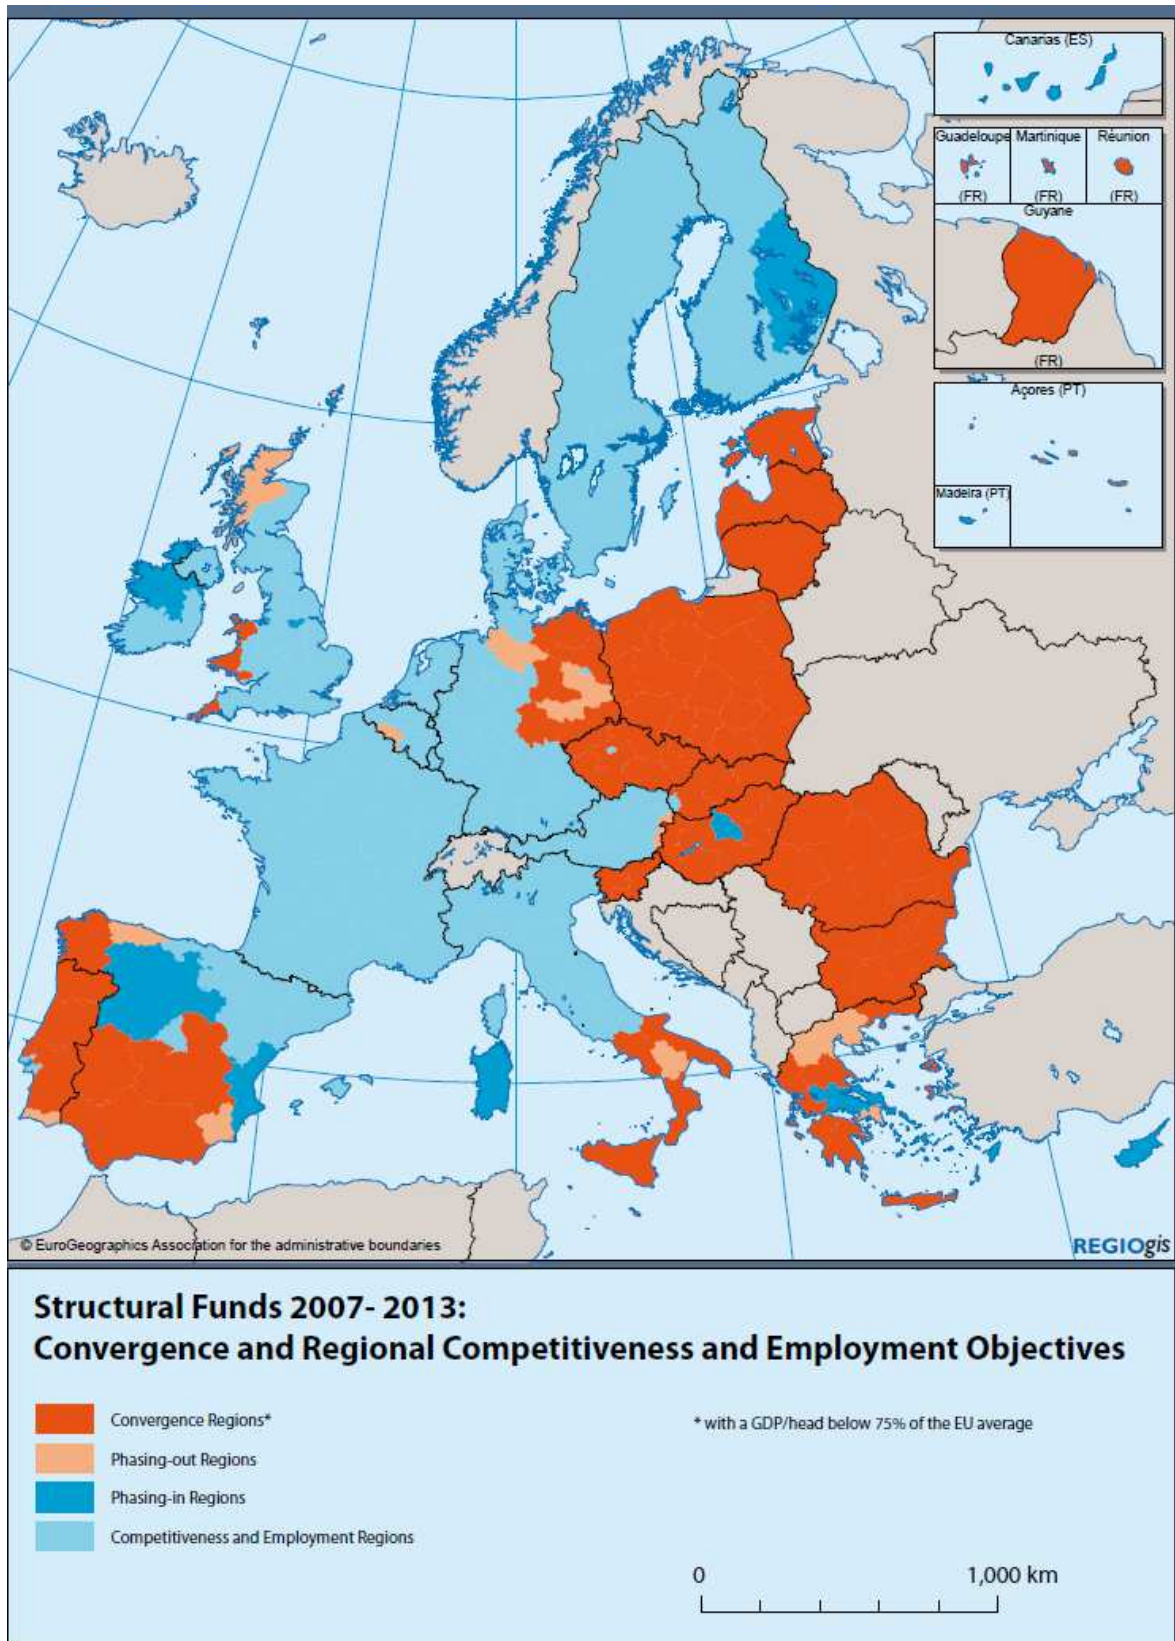 Canarias (ES)
Guadeloupe Martinique Réunion
(FR) (FR) (FR)
Guyane
(FR)
Açores (PT)
Madeira (PT)
© EuroGeographics Association for the administrative boundaries
REGIOgis
Structural Funds 2007- 2013:
Convergence and Regional Competitiveness and Employment Objectives
Convergence Regions*
* with a GDP/head below 75% of the EU average
Phasing-out Regions
Phasing-in Regions
Competitiveness and Employment Regions
0 1,000 km